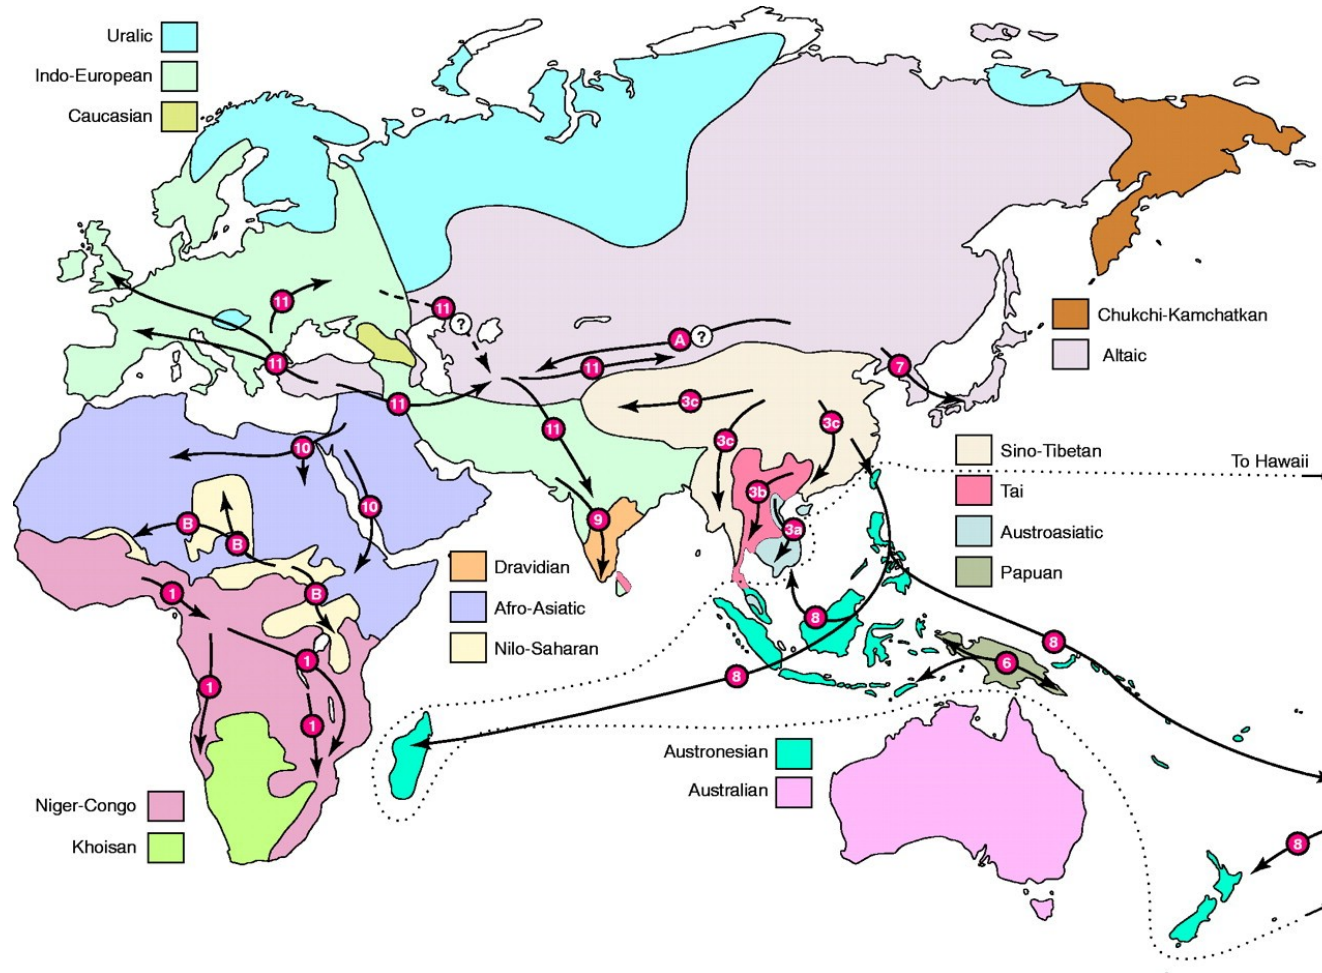 Uralic
Indo-European
Caucasian
11
11
?
11
A
?
11
11
11
7
Chukchi-Kamchatkan
Altaic
3c
3c
3c
11
10
10
B
B
B
9
3b
3a
Sino-Tibetan
Tai
Austroasiatic
Papuan
To Hawaii
Dravidian
Afro-Asiatic
Nilo-Saharan
1
1
1
1
8
8
8
6
8
Austronesian
Australian
Niger-Congo
Khoisan